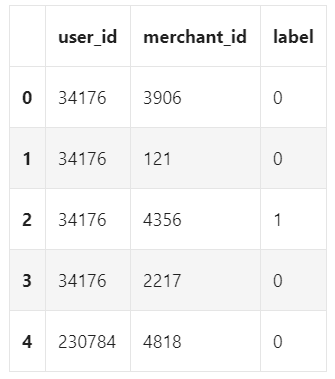 user_id merchant_id label
0 34176 3906 0
1 34176 121 0
2 34176 4356 1
3 34176 2217 0
4 230784 4818 0